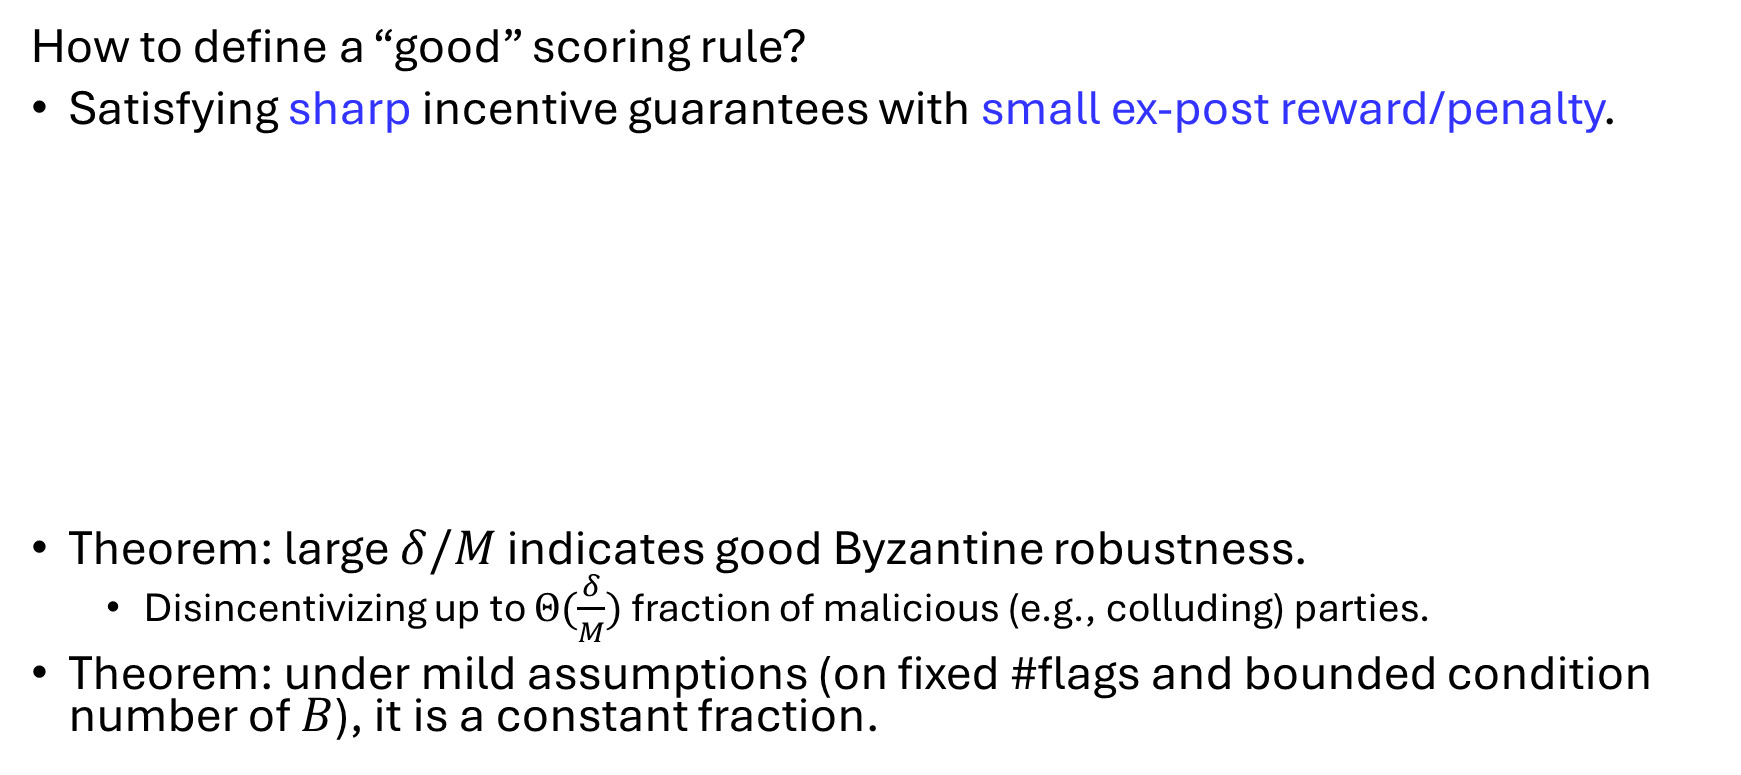 How to define a “good” scoring rule?
• Satisfying sharp incentive guarantees with small ex-post reward/penalty.
• Theorem: large δ/M indicates good Byzantine robustness.
• Disincentivizing up to Θ(δ/M) fraction of malicious (e.g., colluding) parties.
• Theorem: under mild assumptions (on fixed #flags and bounded condition
number of B), it is a constant fraction.